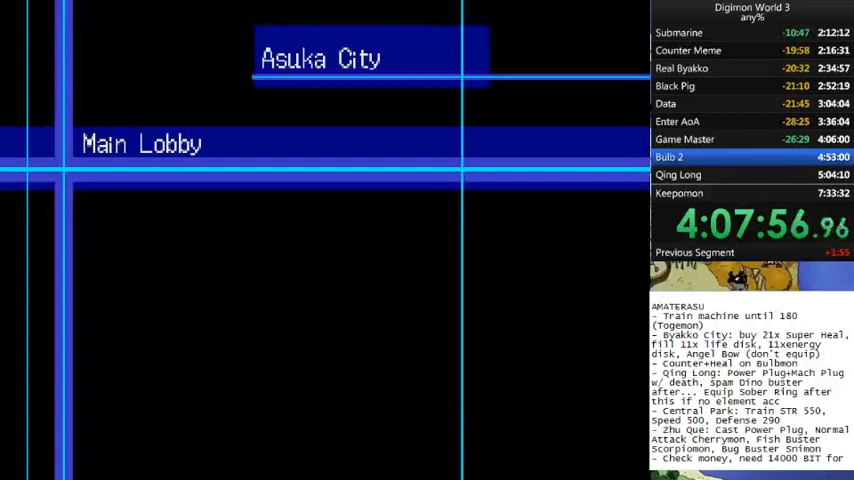 Asuka City
Main Lobby
Digimon World 3
any%
Submarine -10:47 2:12:12
Counter Meme -19:58 2:16:31
Real Byakko -20:32 2:34:57
Black Pig -21:10 2:52:19
Data -21:45 3:04:04
Enter AoA -28:25 3:36:04
Game Master -26:29 4:06:00
Bulb 2 4:53:00
Qing Long 5:04:10
Keepomon 7:33:32
4:07:56.96
Previous Segment +1:55
AMATERASU
- Train machine until 180
(Togemon)
- Byakko City: buy 21x Super Heal,
fill 11x life disk, 11xenergy
disk, Angel Bow (don't equip)
- Counter+Heal on Bulbmon
- Qing Long: Power Plug+Mach Plug
w/ death, spam Dino buster
after... Equip Sober Ring after
this if no element acc
- Central Park: Train STR 550,
Speed 500, Defense 290
- Zhu Que: Cast Power Plug, Normal
Attack Cherrymon, Fish Buster
Scorpiomon, Bug Buster Snimon
- Check money, need 14000 BIT for